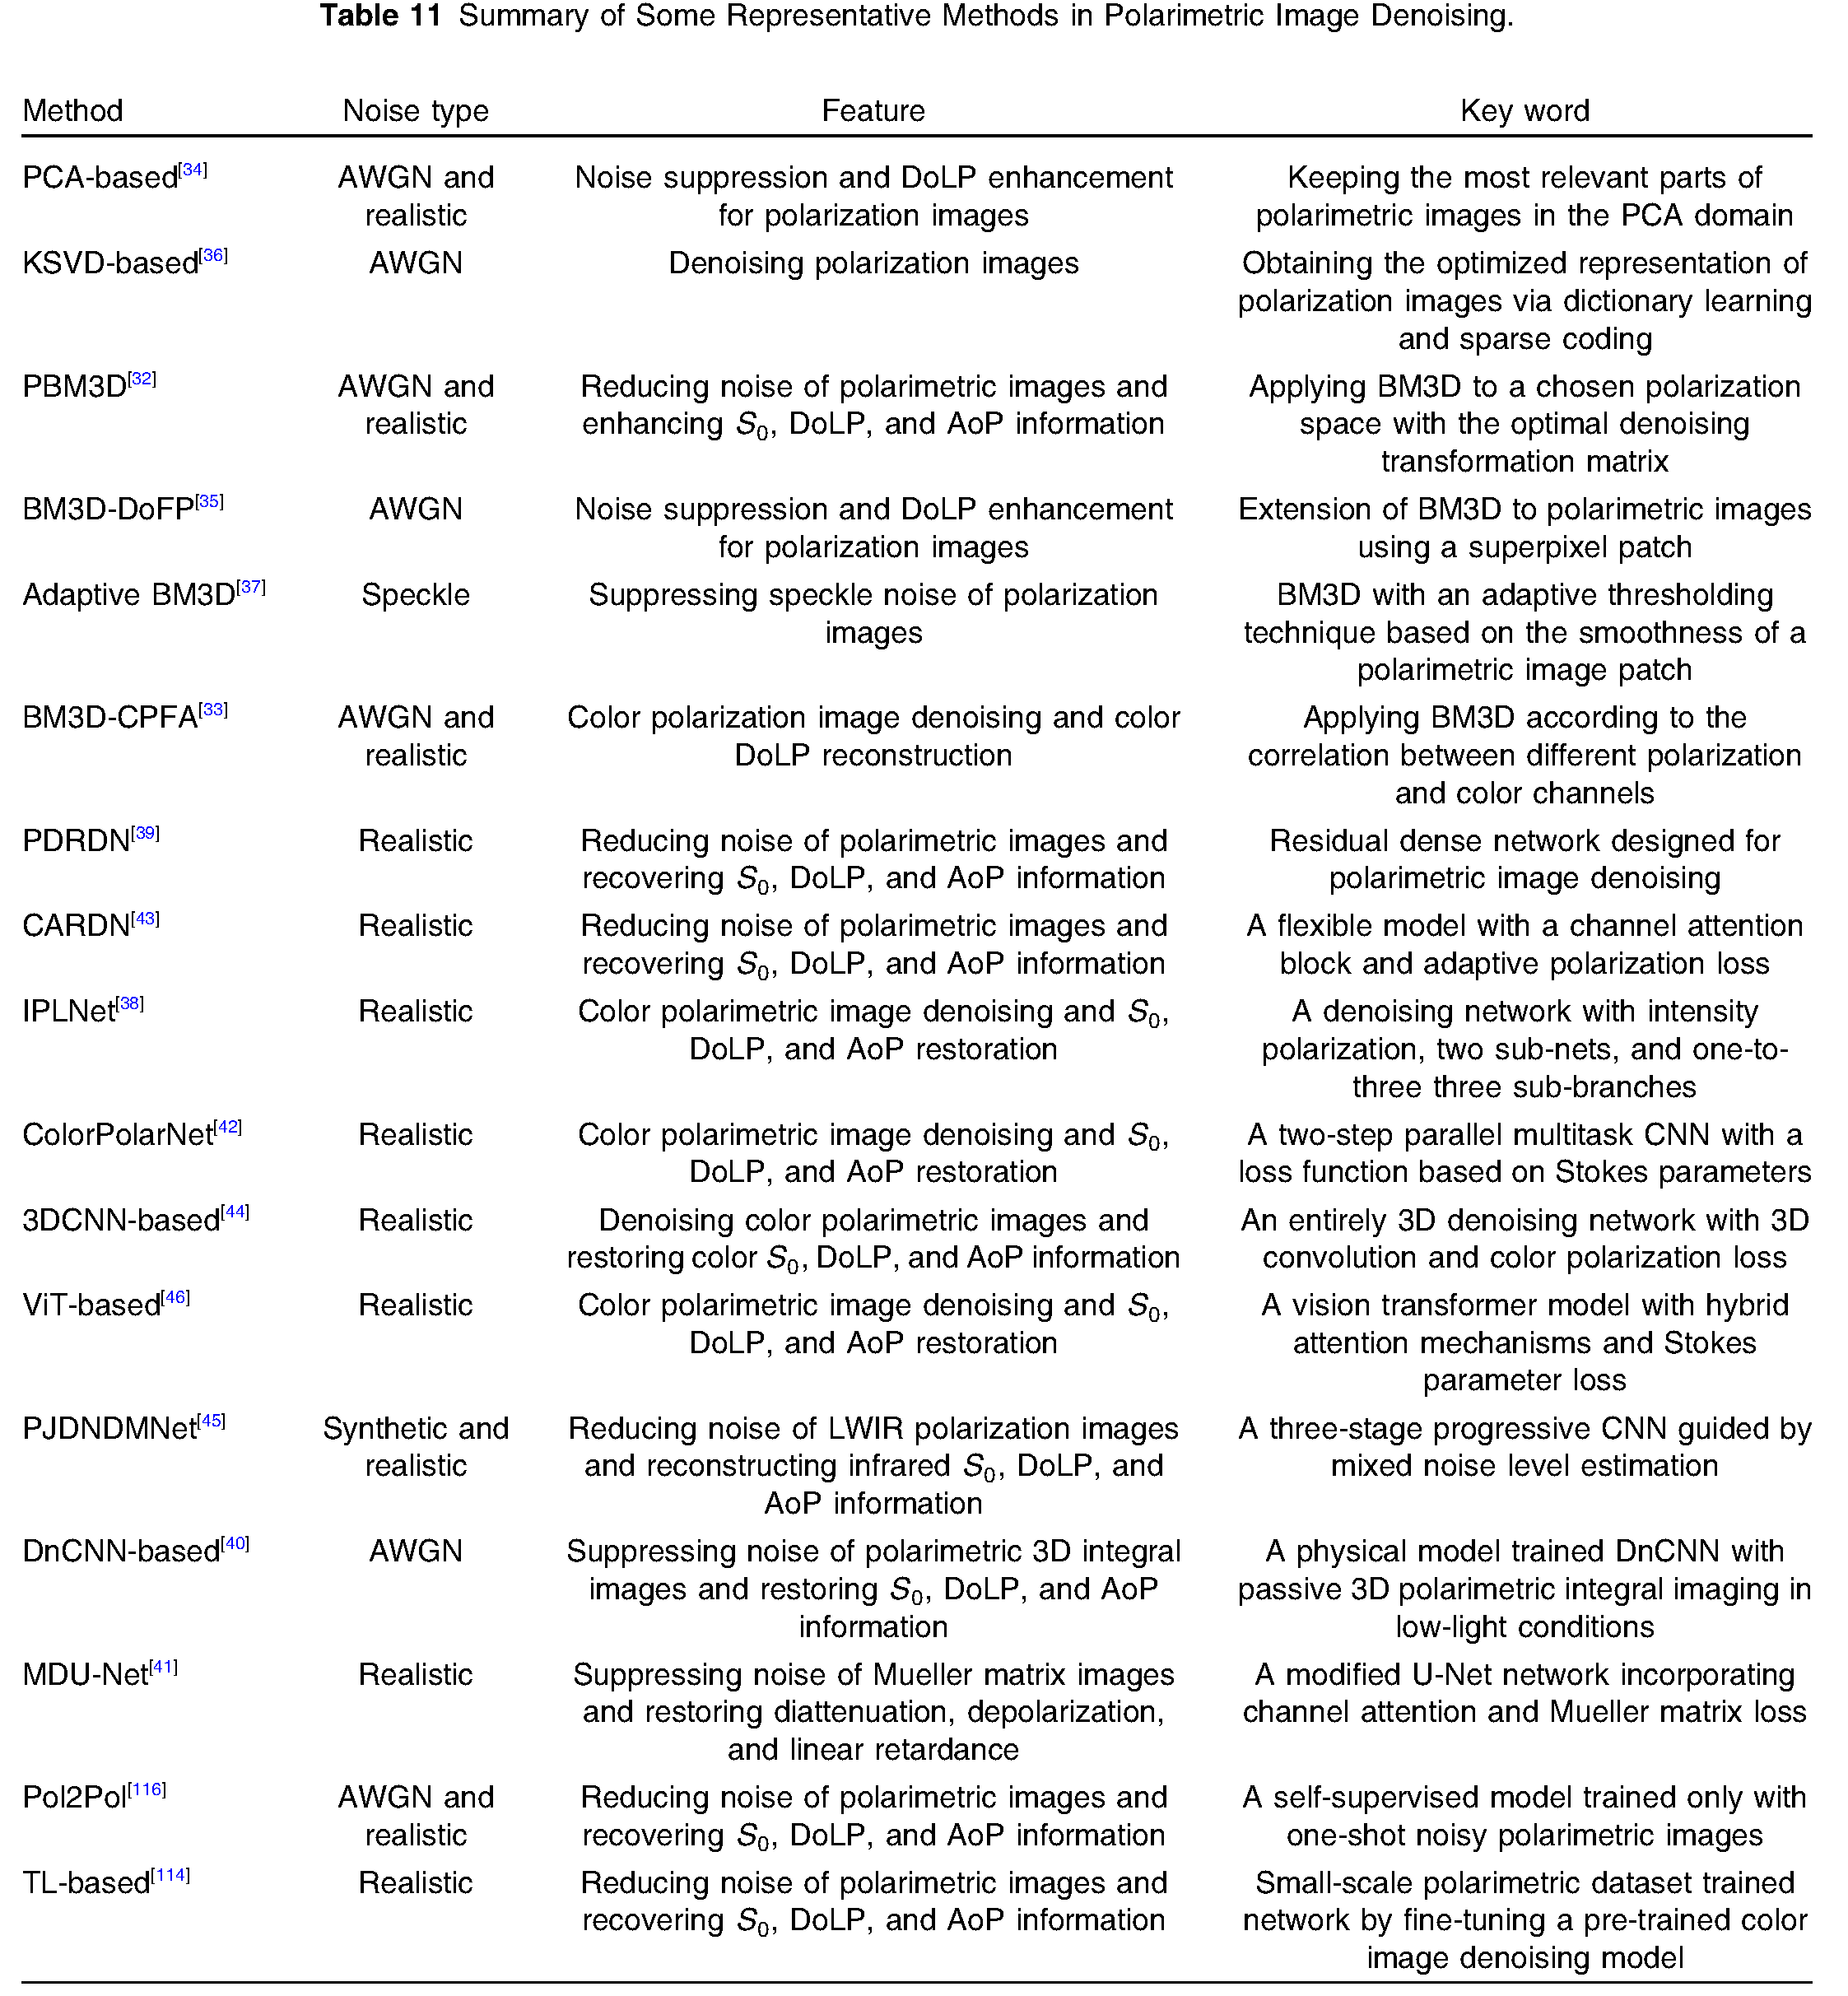 Table 11 Summary of Some Representative Methods in Polarimetric Image Denoising.
Method Noise type Feature Key word
PCA-based[34] AWGN and Noise suppression and DoLP enhancement Keeping the most relevant parts of
realistic for polarization images polarimetric images in the PCA domain
KSVD-based[36] AWGN Denoising polarization images Obtaining the optimized representation of
polarization images via dictionary learning
and sparse coding
PBM3D[32] AWGN and Reducing noise of polarimetric images and Applying BM3D to a chosen polarization
realistic enhancing S0, DoLP, and AoP information space with the optimal denoising
transformation matrix
BM3D-DoFP[35] AWGN Noise suppression and DoLP enhancement Extension of BM3D to polarimetric images
for polarization images using a superpixel patch
Adaptive BM3D[37] Speckle Suppressing speckle noise of polarization BM3D with an adaptive thresholding
images technique based on the smoothness of a
polarimetric image patch
BM3D-CPFA[33] AWGN and Color polarization image denoising and color Applying BM3D according to the
realistic DoLP reconstruction correlation between different polarization
and color channels
PDRDN[39] Realistic Reducing noise of polarimetric images and Residual dense network designed for
recovering S0, DoLP, and AoP information polarimetric image denoising
CARDN[43] Realistic Reducing noise of polarimetric images and A flexible model with a channel attention
recovering S0, DoLP, and AoP information block and adaptive polarization loss
IPLNet[38] Realistic Color polarimetric image denoising and S0, A denoising network with intensity
DoLP, and AoP restoration polarization, two sub-nets, and one-to-
three three sub-branches
ColorPolarNet[42] Realistic Color polarimetric image denoising and S0, A two-step parallel multitask CNN with a
DoLP, and AoP restoration loss function based on Stokes parameters
3DCNN-based[44] Realistic Denoising color polarimetric images and An entirely 3D denoising network with 3D
restoring color S0, DoLP, and AoP information convolution and color polarization loss
ViT-based[46] Realistic Color polarimetric image denoising and S0, A vision transformer model with hybrid
DoLP, and AoP restoration attention mechanisms and Stokes
parameter loss
PJDNDMNet[45] Synthetic and Reducing noise of LWIR polarization images A three-stage progressive CNN guided by
realistic and reconstructing infrared S0, DoLP, and mixed noise level estimation
AoP information
DnCNN-based[40] AWGN Suppressing noise of polarimetric 3D integral A physical model trained DnCNN with
images and restoring S0, DoLP, and AoP passive 3D polarimetric integral imaging in
information low-light conditions
MDU-Net[41] Realistic Suppressing noise of Mueller matrix images A modified U-Net network incorporating
and restoring diattenuation, depolarization, channel attention and Mueller matrix loss
and linear retardance
Pol2Pol[116] AWGN and Reducing noise of polarimetric images and A self-supervised model trained only with
realistic recovering S0, DoLP, and AoP information one-shot noisy polarimetric images
TL-based[114] Realistic Reducing noise of polarimetric images and Small-scale polarimetric dataset trained
recovering S0, DoLP, and AoP information network by fine-tuning a pre-trained color
image denoising model